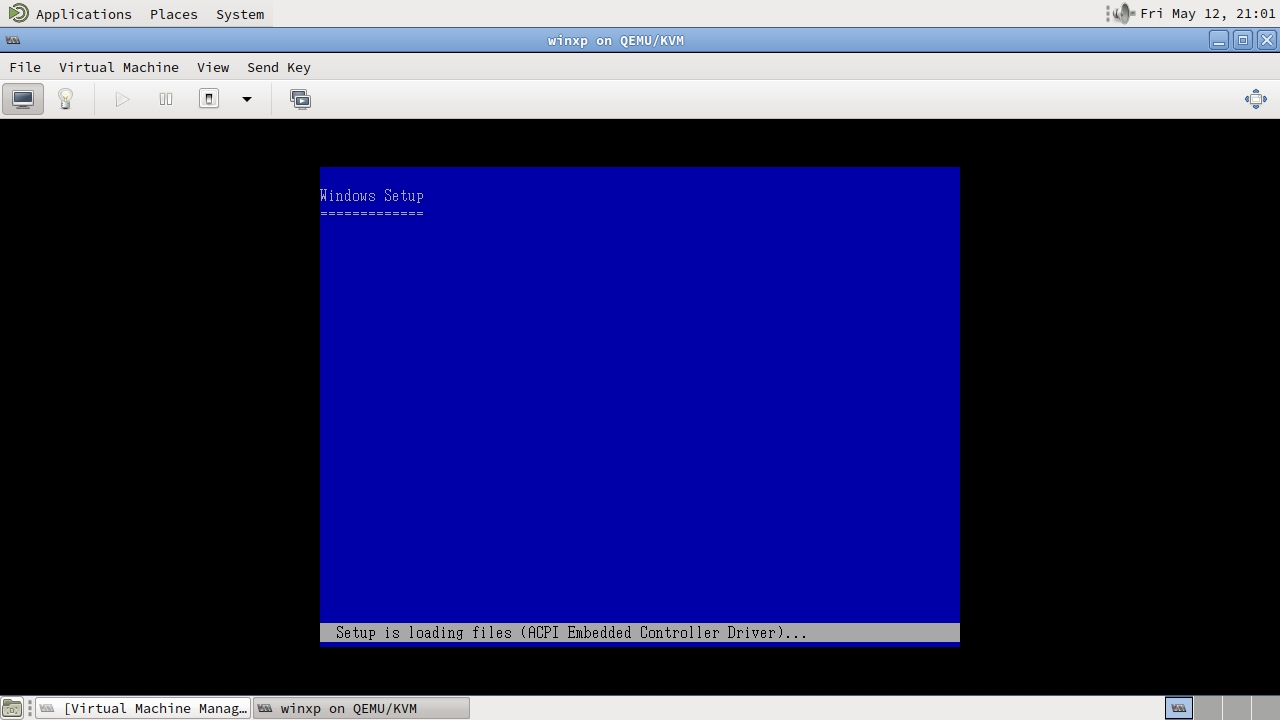 Applications Places System Fri May 12, 21:01
winxp on QEMU/KVM
File Virtual Machine View Send Key
Windows Setup
=============
Setup is loading files (ACPI Embedded Controller Driver)...
[Virtual Machine Manag... winxp on QEMU/KVM